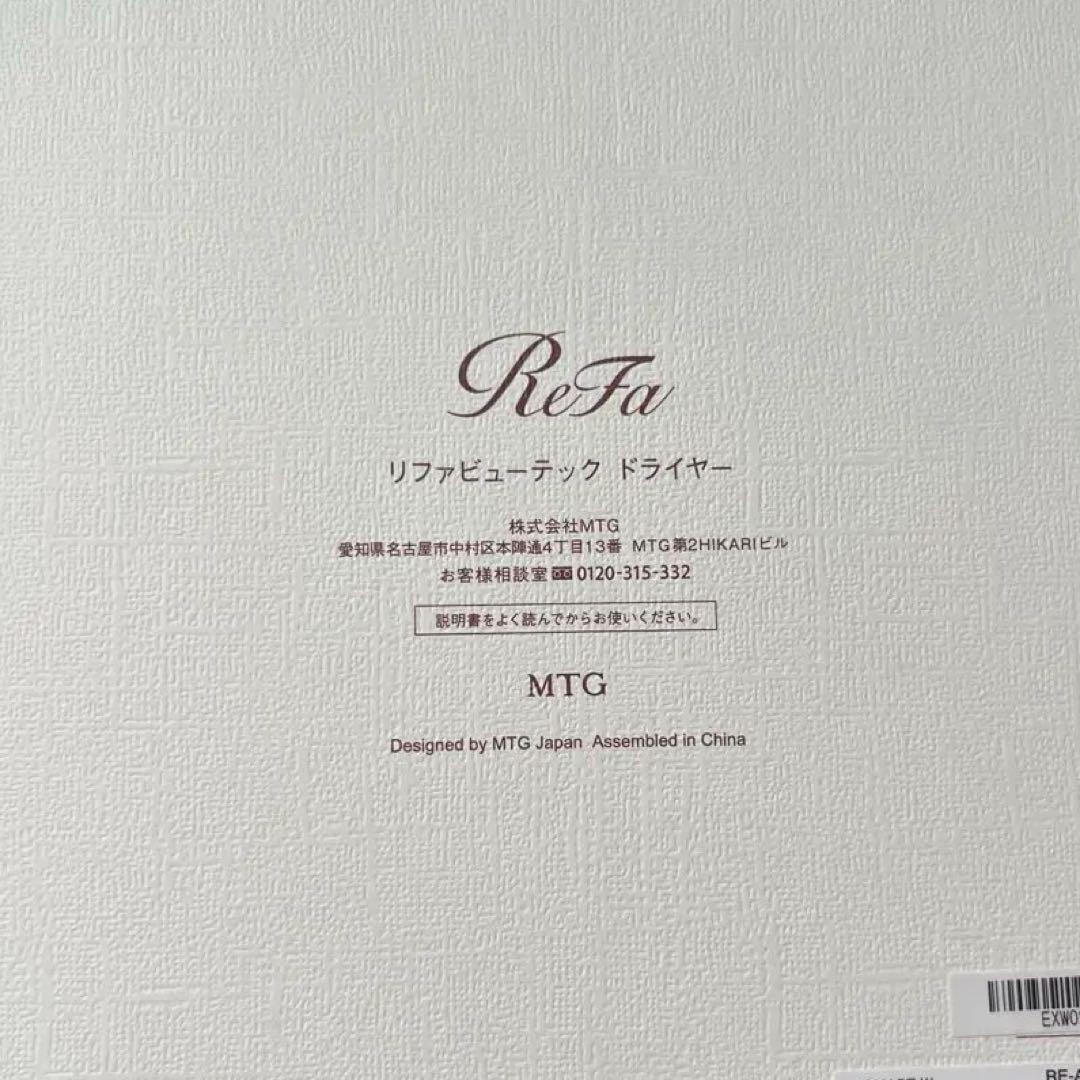 ReFa
リファビューテック ドライヤー
株式会社MTG
愛知県名古屋市中村区本陣通4丁目13番 MTG第2HIKARIビル
お客様相談室 0120-315-332
説明書をよく読んでからお使いください。
MTG
Designed by MTG Japan Assembled in China
EXW0
RE-A